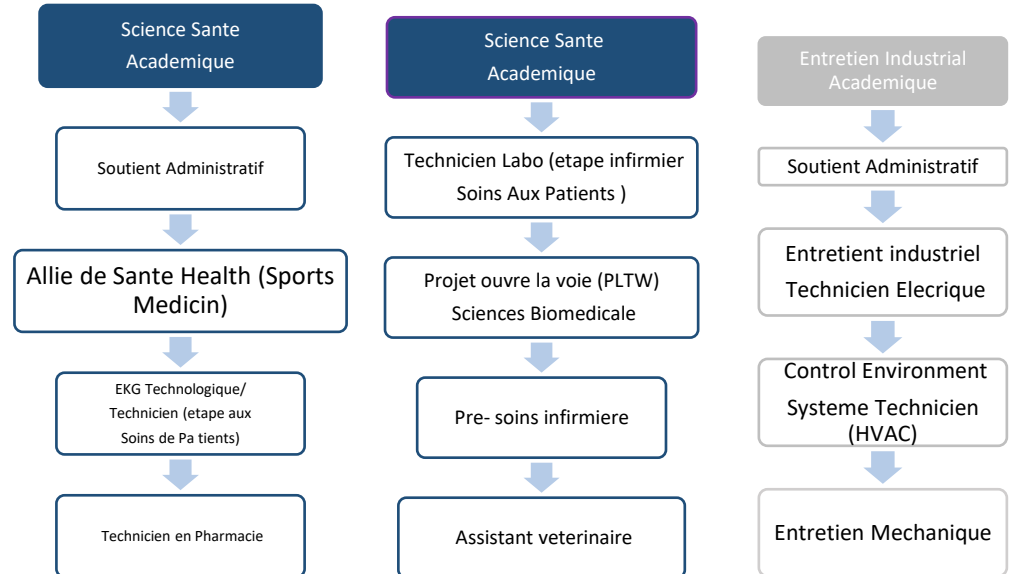 Science Sante
Academique
Soutient Administratif
Allie de Sante Health (Sports
Medicin)
EKG Technologique/
Technicien (etape aux
Soins de Pa tients)
Technicien en Pharmacie
Science Sante
Academique
Technicien Labo (etape infirmier
Soins Aux Patients )
Projet ouvre la voie (PLTW)
Sciences Biomedicale
Pre- soins infirmiere
Assistant veterinaire
Entretien Industrial
Academique
Soutient Administratif
Entretient industriel
Technicien Elecrique
Control Environment
Systeme Technicien
(HVAC)
Entretien Mechanique